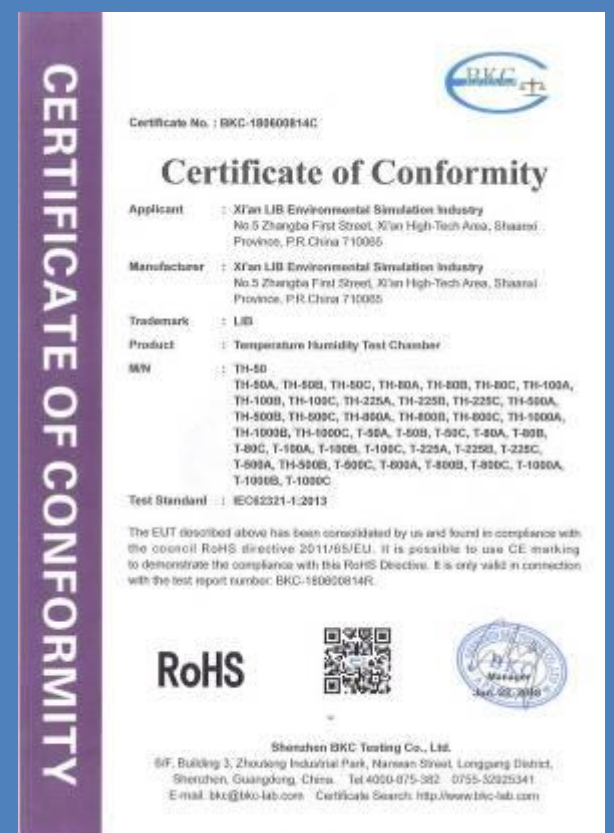 CERTIFICATE OF CONFORMITY
BKC
Certificate No. : BKC-180600814C
Certificate of Conformity
Applicant : Xi'an LIB Environmental Simulation Industry
No.5 Zhangba First Street, Xi'an High-Tech Area, Shaanxi
Province, P.R.China 710065
Manufacturer : Xi'an LIB Environmental Simulation Industry
No.5 Zhangba First Street, Xi'an High-Tech Area, Shaanxi
Province, P.R.China 710065
Trademark : LIB
Product : Temperature Humidity Test Chamber
M/N : TH-50
TH-50A, TH-50B, TH-50C, TH-80A, TH-80B, TH-80C, TH-100A,
TH-100B, TH-100C, TH-225A, TH-225B, TH-225C, TH-500A,
TH-500B, TH-500C, TH-800A, TH-800B, TH-800C, TH-1000A,
TH-1000B, TH-1000C, T-50A, T-50B, T-50C, T-80A, T-80B,
T-80C, T-100A, T-100B, T-100C, T-225A, T-225B, T-225C,
T-500A, TH-500B, T-500C, T-800A, T-800B, T-800C, T-1000A,
T-1000B, T-1000C
Test Standard : IEC62321-1:2013
The EUT described above has been consolidated by us and found in compliance with
the council RoHS directive 2011/65/EU. It is possible to use CE marking
to demonstrate the compliance with this RoHS Directive. It is only valid in connection
with the test report number: BKC-180600814R.
RoHS
BKC
Manager
Shenzhen BKC Testing Co., Ltd.
6/F, Building 3, Zhouteng Industrial Park, Nanwan Street, Longgang District,
Shenzhen, Guangdong, China. Tel:4000-875-382 0755-32925341
E-mail: bkc@bkc-lab.com Certificate Search: http://www.bkc-lab.com